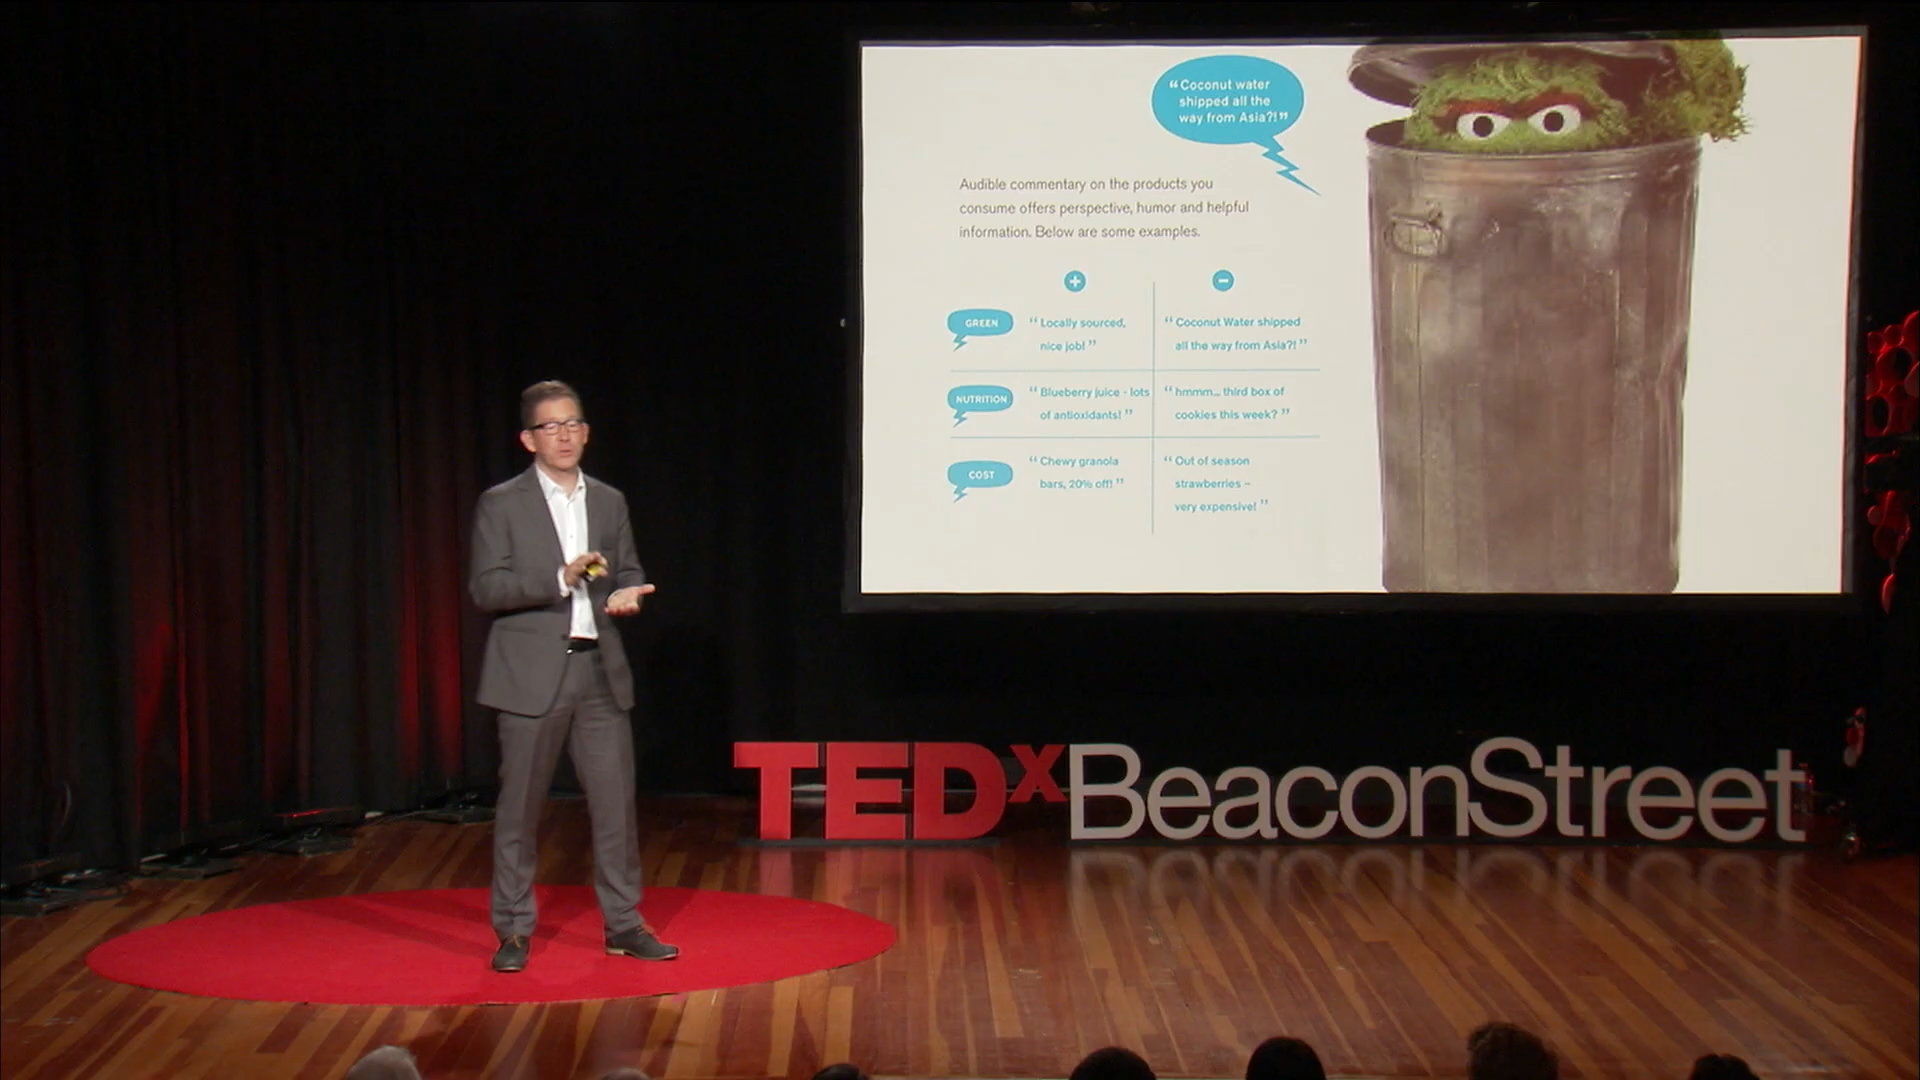 “Coconut water
shipped all the
way from Asia?!”
Audible commentary on the products you
consume offers perspective, humor and helpful
information. Below are some examples.
+
−
GREEN
“ Locally sourced,
nice job! ”
“ Coconut Water shipped
all the way from Asia?! ”
NUTRITION
“ Blueberry juice - lots
of antioxidants! ”
“ hmmm... third box of
cookies this week? ”
COST
“ Chewy granola
bars, 20% off! ”
“ Out of season
strawberries –
very expensive! ”
TEDxBeaconStreet